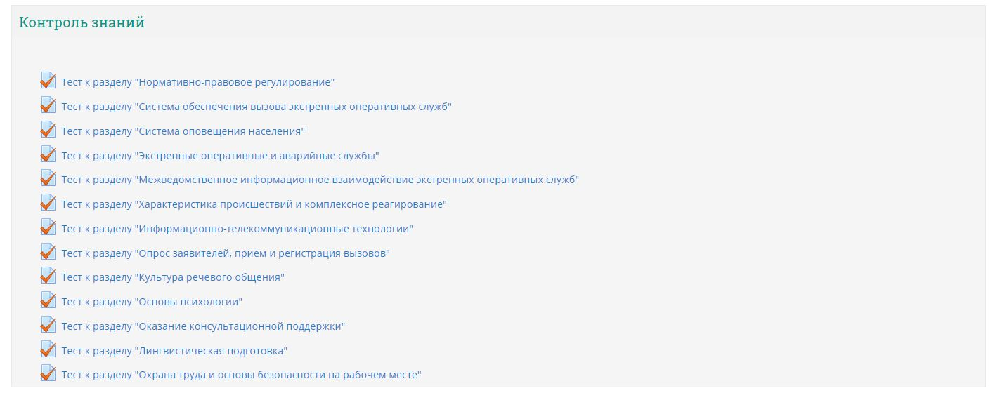 Контроль знаний
Тест к разделу "Нормативно-правовое регулирование"
Тест к разделу "Система обеспечения вызова экстренных оперативных служб"
Тест к разделу "Система оповещения населения"
Тест к разделу "Экстренные оперативные и аварийные службы"
Тест к разделу "Межведомственное информационное взаимодействие экстренных оперативных служб"
Тест к разделу "Характеристика происшествий и комплексное реагирование"
Тест к разделу "Информационно-телекоммуникационные технологии"
Тест к разделу "Опрос заявителей, прием и регистрация вызовов"
Тест к разделу "Культура речевого общения"
Тест к разделу "Основы психологии"
Тест к разделу "Оказание консультационной поддержки"
Тест к разделу "Лингвистическая подготовка"
Тест к разделу "Охрана труда и основы безопасности на рабочем месте"